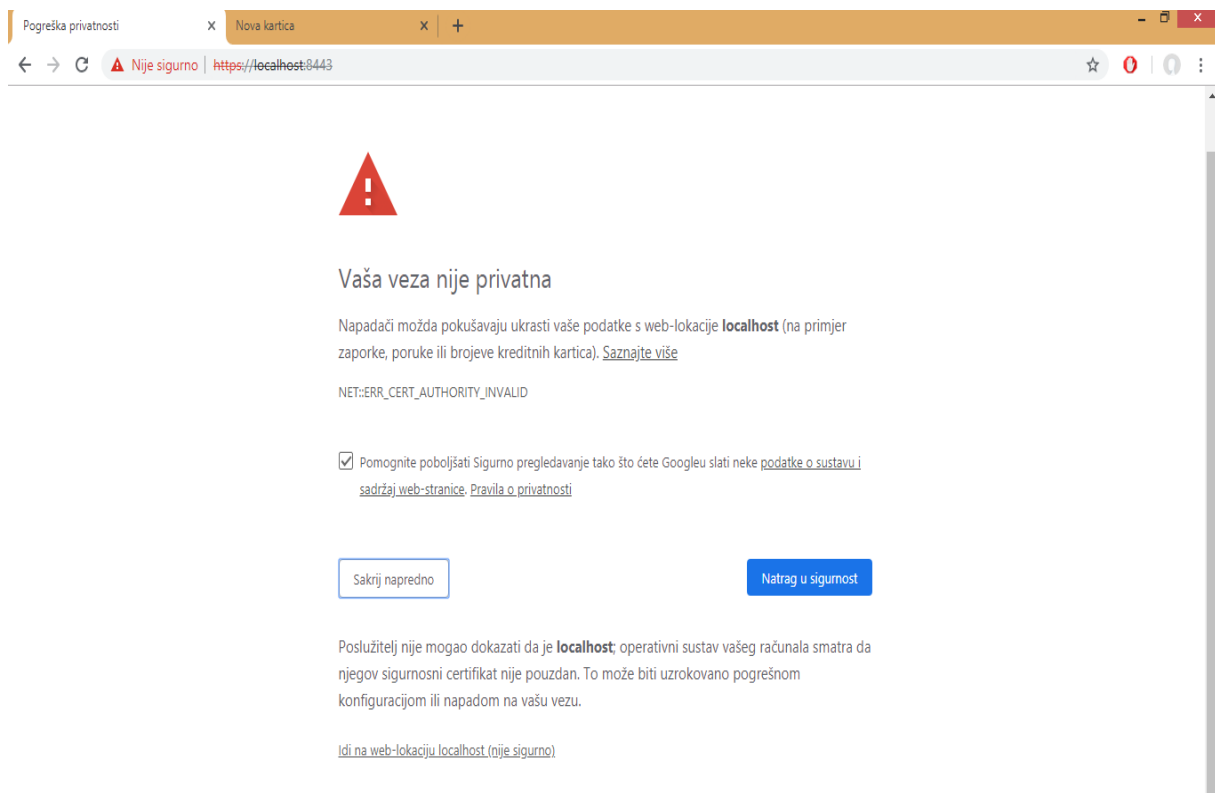 Pogreška privatnosti
Nova kartica
Nije sigurno | https://localhost:8443
Vaša veza nije privatna
Napadači možda pokušavaju ukrasti vaše podatke s web-lokacije localhost (na primjer
zaporke, poruke ili brojeve kreditnih kartica). Saznajte više
NET::ERR_CERT_AUTHORITY_INVALID
Pomognite poboljšati Sigurno pregledavanje tako što ćete Googleu slati neke podatke o sustavu i
sadržaj web-stranice. Pravila o privatnosti
Sakrij napredno
Natrag u sigurnost
Poslužitelj nije mogao dokazati da je localhost; operativni sustav vašeg računala smatra da
njegov sigurnosni certifikat nije pouzdan. To može biti uzrokovano pogrešnom
konfiguracijom ili napadom na vašu vezu.
Idi na web-lokaciju localhost (nije sigurno)